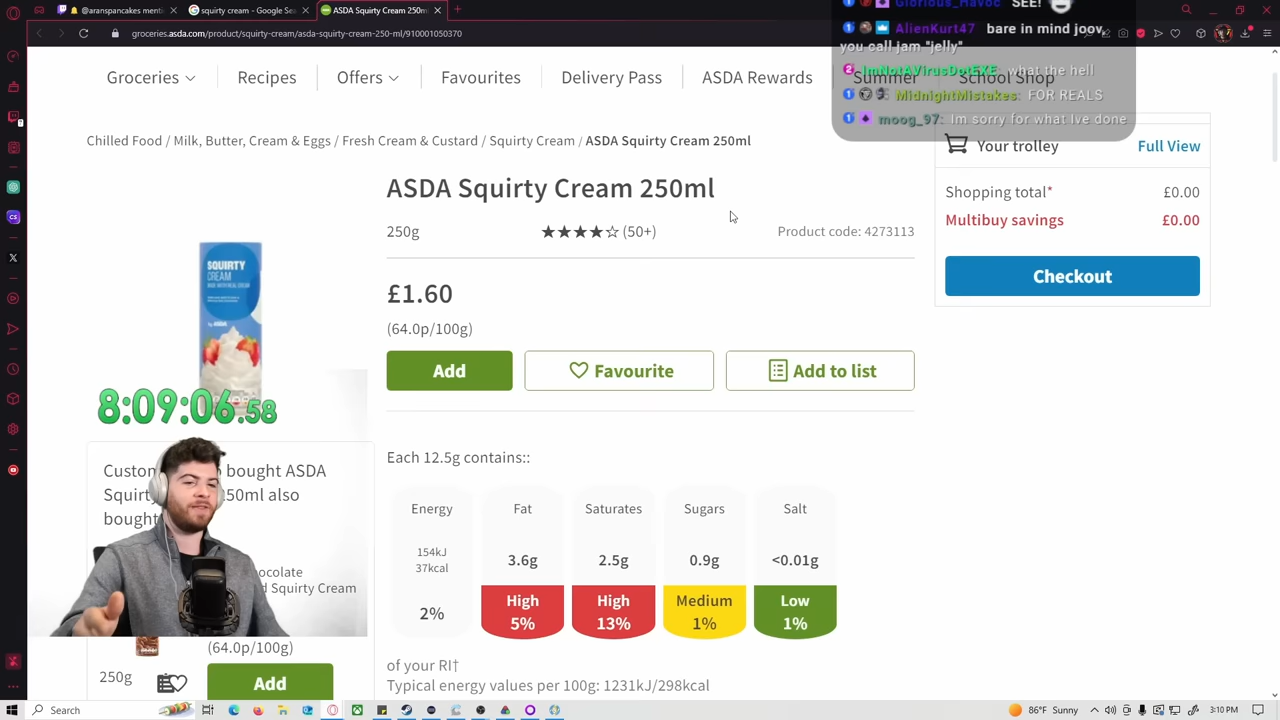 @aranspancakes menti
squirty cream - Google Sea
ASDA Squirty Cream 250ml
groceries.asda.com/product/squirty-cream/asda-squirty-cream-250-ml/910001050370
Glorious_Havoc SEE!
AlienKurt47 bare in mind joov,
you call jam "jelly"
ImNotAVirusDotEXE: what the hell
MidnightMistakes: FOR REALS
moog_97: Im sorry for what Ive done
Groceries
Recipes
Offers
Favourites
Delivery Pass
ASDA Rewards
Summer
School Shop
Chilled Food / Milk, Butter, Cream & Eggs / Fresh Cream & Custard / Squirty Cream / ASDA Squirty Cream 250ml
Your trolley
Full View
Shopping total* £0.00
Multibuy savings £0.00
Checkout
ASDA Squirty Cream 250ml
250g
(50+)
Product code: 4273113
£1.60
(64.0p/100g)
Add
Favourite
Add to list
SQUIRTY
CREAM
8:09:06.58
Each 12.5g contains::
Energy
154kJ
37kcal
2%
Fat
3.6g
High
5%
Saturates
2.5g
High
13%
Sugars
0.9g
Medium
1%
Salt
<0.01g
Low
1%
of your RI†
Typical energy values per 100g: 1231kJ/298kcal
bought ASDA
also
bought
Squirty Cream
(64.0p/100g)
250g
Add
Search
86°F Sunny
3:10 PM